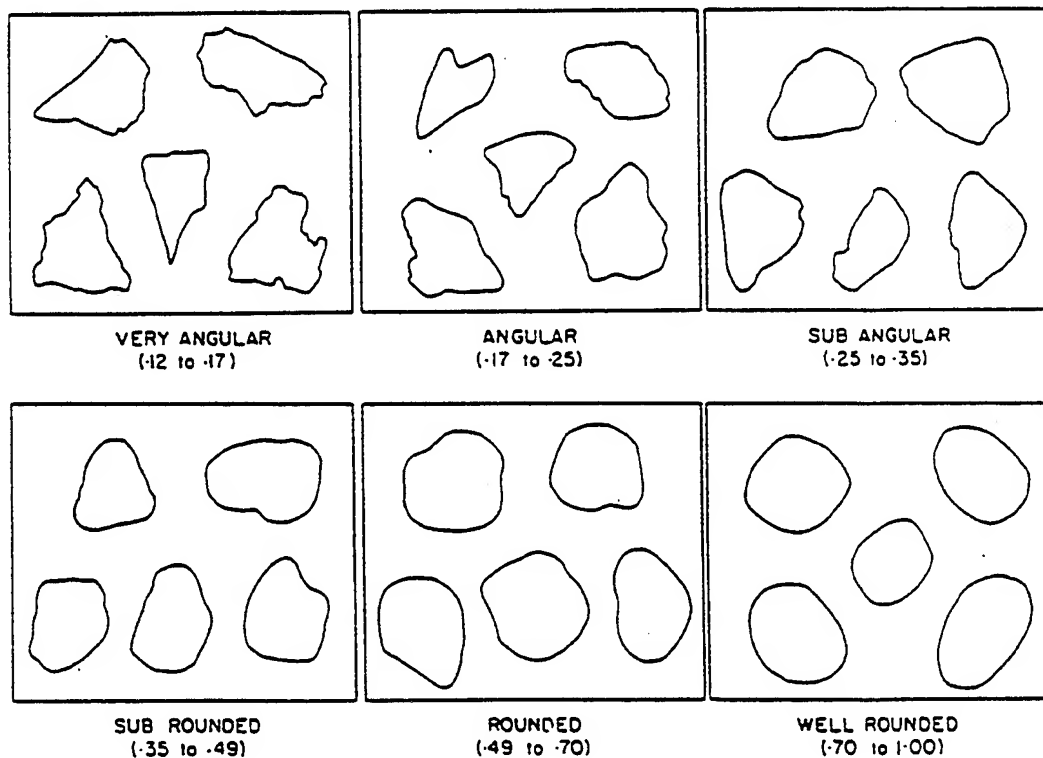 VERY ANGULAR
(·12 to ·17)
ANGULAR
(·17 to ·25)
SUB ANGULAR
(·25 to ·35)
SUB ROUNDED
(·35 to ·49)
ROUNDED
(·49 to ·70)
WELL ROUNDED
(·70 to 1·00)